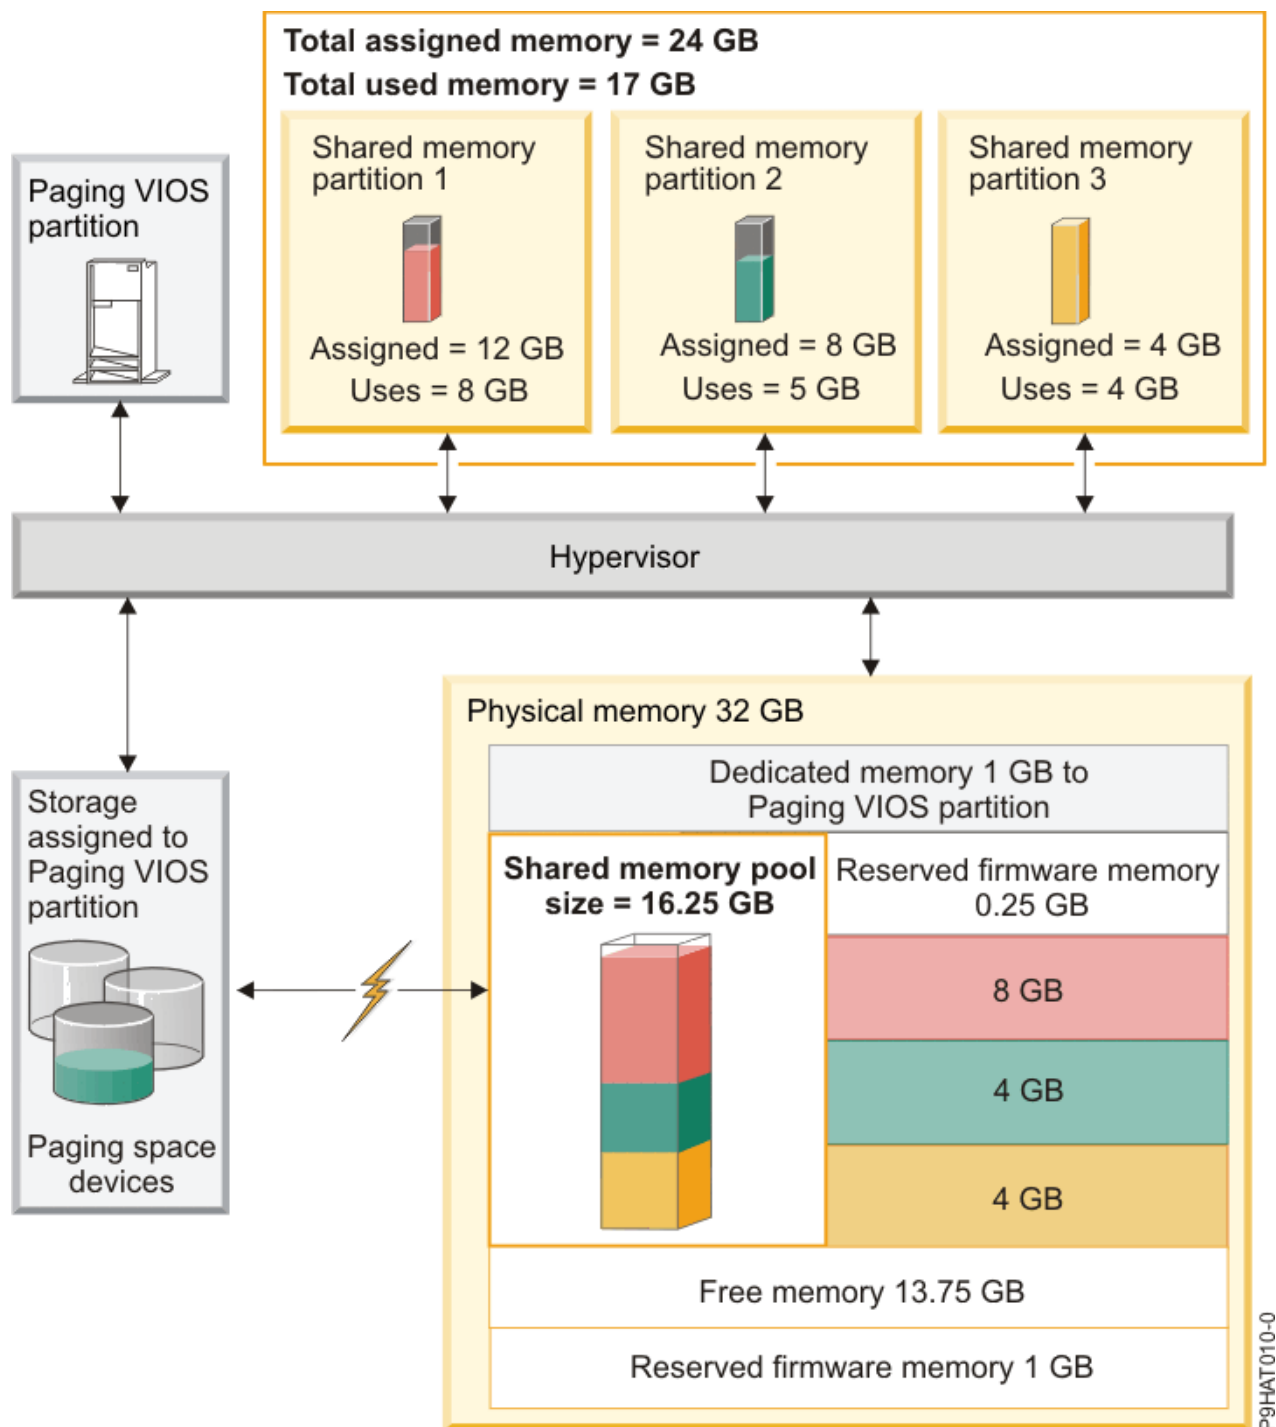 Total assigned memory = 24 GB
Total used memory = 17 GB
Shared memory
partition 1
Assigned = 12 GB
Uses = 8 GB
Shared memory
partition 2
Assigned = 8 GB
Uses = 5 GB
Shared memory
partition 3
Assigned = 4 GB
Uses = 4 GB
Paging VIOS
partition
Hypervisor
Storage
assigned to
Paging VIOS
partition
Paging space
devices
Physical memory 32 GB
Dedicated memory 1 GB to
Paging VIOS partition
Shared memory pool
size = 16.25 GB
Reserved firmware memory
0.25 GB
8 GB
4 GB
4 GB
Free memory 13.75 GB
Reserved firmware memory 1 GB
P6HAT010-0